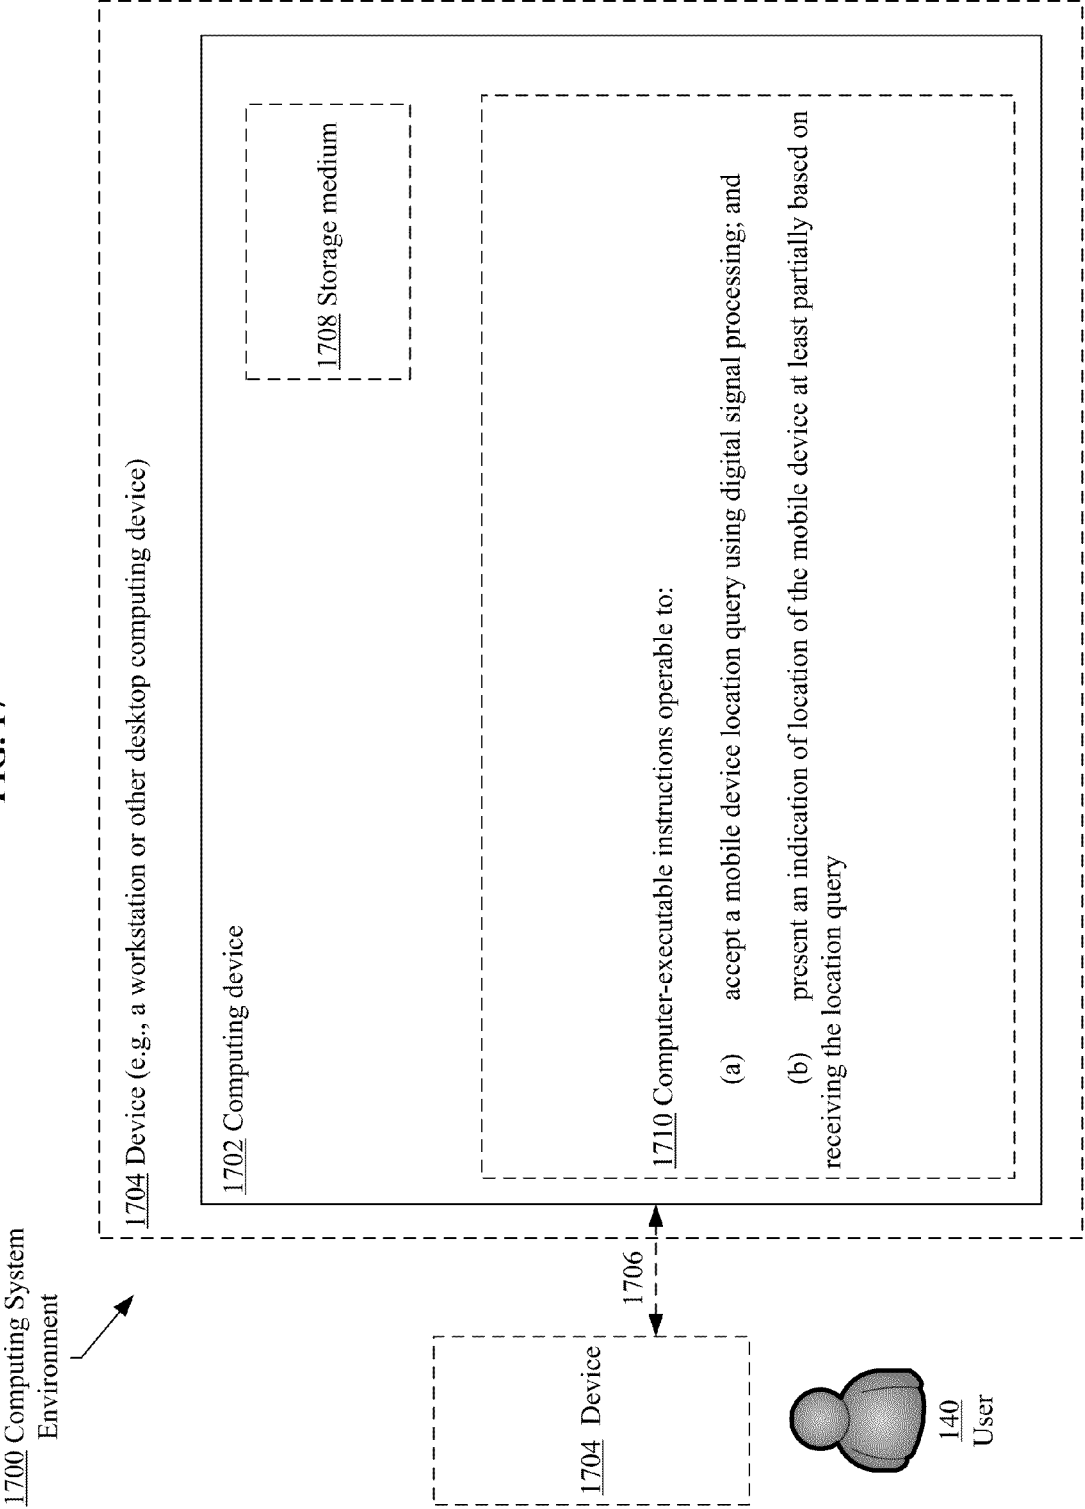 FIG. 17
1700 Computing System
Environment
1704 Device (e.g., a workstation or other desktop computing device)
1702 Computing device
1708 Storage medium
1710 Computer-executable instructions operable to:
(a) accept a mobile device location query using digital signal processing; and
(b) present an indication of location of the mobile device at least partially based on
receiving the location query
1706
1704 Device
140
User